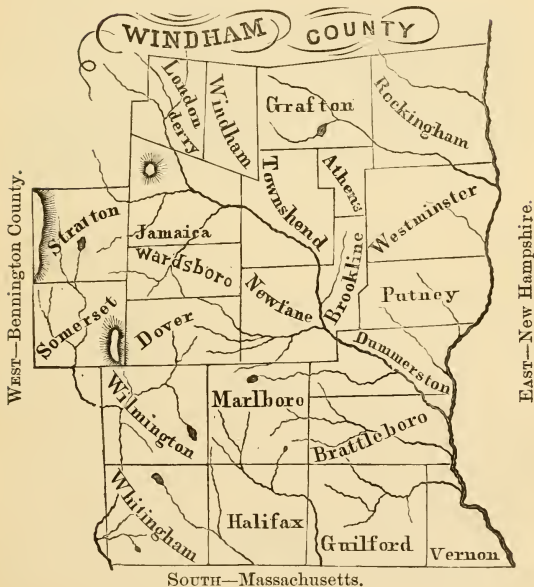 WINDHAM COUNTY
London
derry
Windham
Grafton
Rockingham
Athens
Townshend
Westminster
Stratton
Jamaica
Wardsboro
Brookline
Newfane
Putney
Somerset
Dover
Dummerston
Wilmington
Marlboro
Brattleboro
Whitingham
Halifax
Guilford
Vernon
WEST—Bennington County.
EAST—New Hampshire.
SOUTH—Massachusetts.